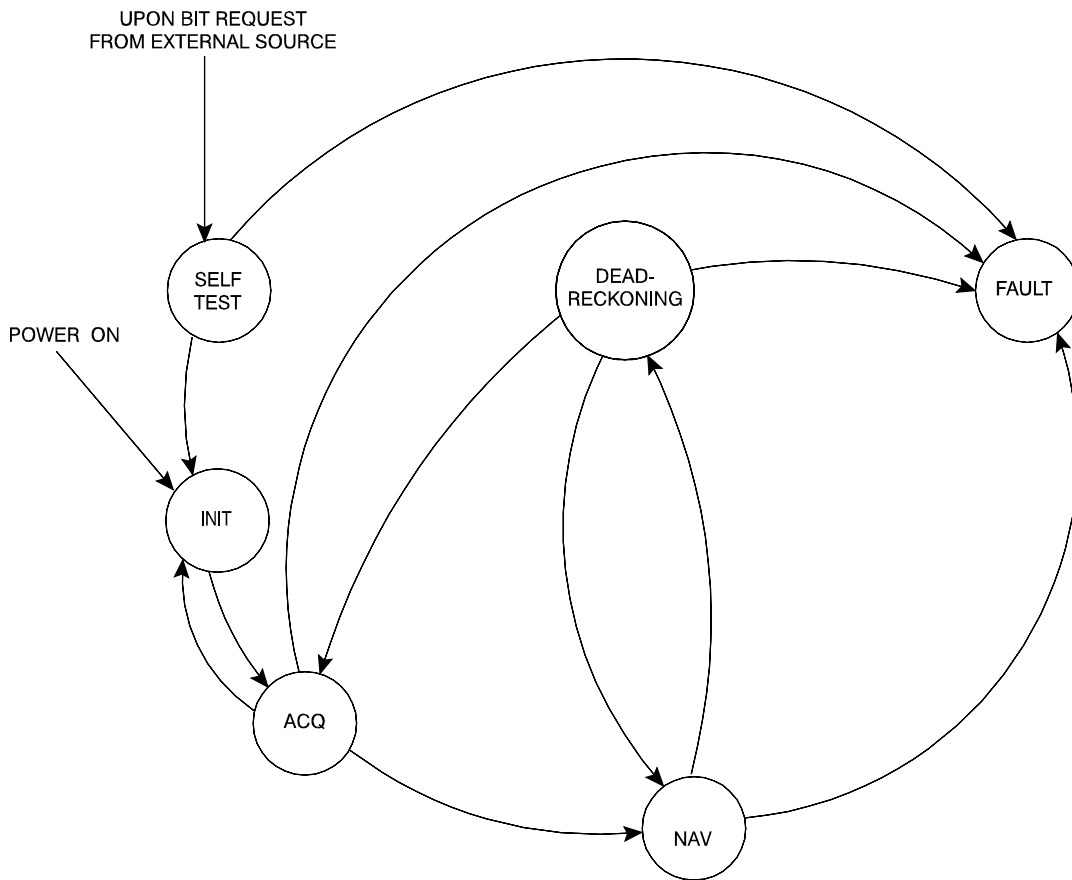 UPON BIT REQUEST
FROM EXTERNAL SOURCE
SELF
TEST
DEAD-
RECKONING
FAULT
POWER ON
INIT
ACQ
NAV